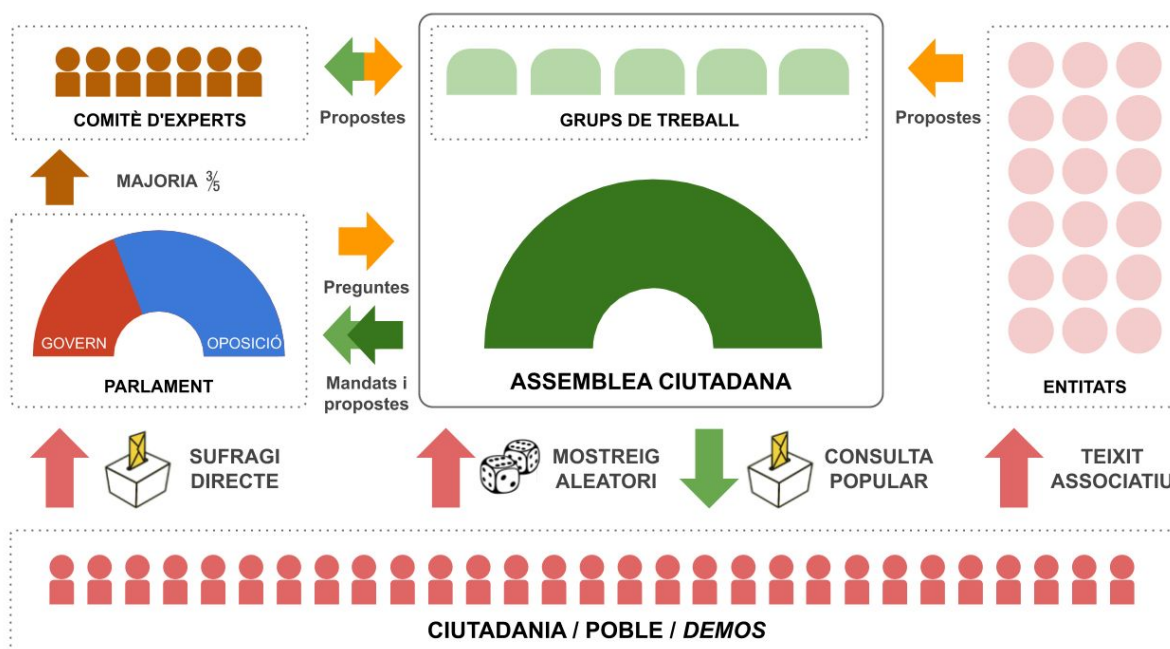 COMITÈ D'EXPERTS
Propostes
GRUPS DE TREBALL
Propostes
MAJORIA ⅗
GOVERN
OPOSICIÓ
PARLAMENT
Preguntes
Mandats i
propostes
ASSEMBLEA CIUTADANA
ENTITATS
SUFRAGI
DIRECTE
MOSTREIG
ALEATORI
CONSULTA
POPULAR
TEIXIT
ASSOCIATIU
CIUTADANIA / POBLE / DEMOS